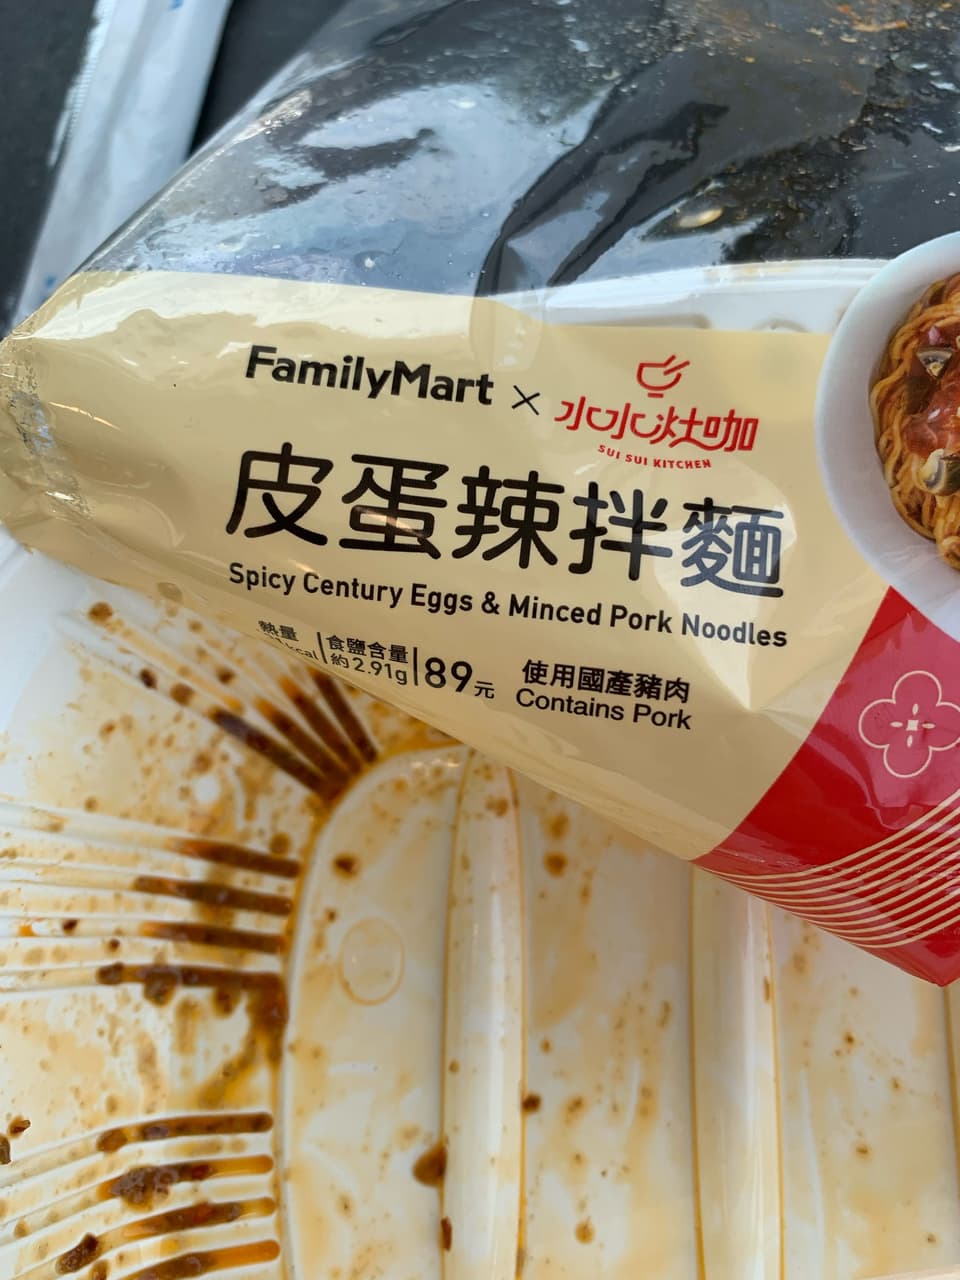 FamilyMart × 水水灶咖
SUI SUI KITCHEN
皮蛋辣拌麵
Spicy Century Eggs & Minced Pork Noodles
熱量
kcal
食鹽含量
約2.91g
89元
使用國產豬肉
Contains Pork